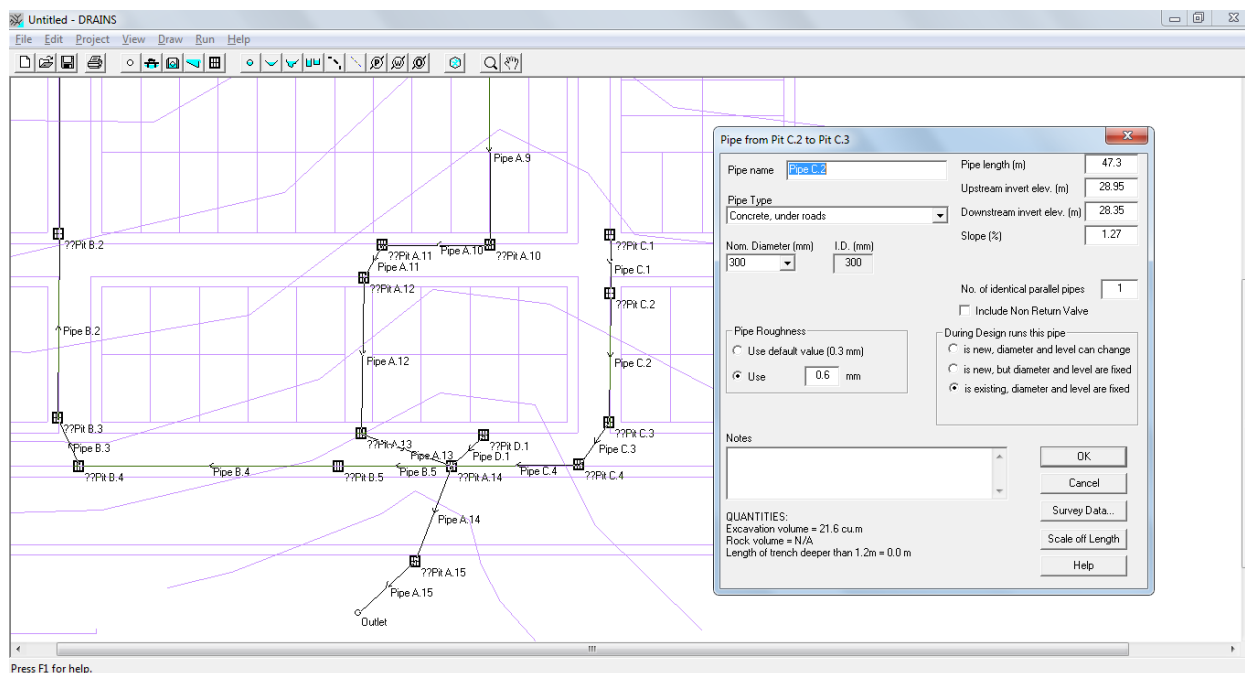 Untitled - DRAINS
File Edit Project View Draw Run Help
Pipe A.9
??Pit B.2
??Pit A.11
Pipe A.10
??Pit A.10
??Pit C.1
Pipe A.11
Pipe C.1
??Pit A.12
??Pit C.2
Pipe B.2
Pipe A.12
Pipe C.2
??Pit B.3
??Pit A.13
??Pit D.1
??Pit C.3
Pipe B.3
Pipe A.13
Pipe D.1
Pipe C.3
??Pit B.4
Pipe B.4
??Pit B.5
Pipe B.5
??Pit A.14
Pipe C.4
??Pit C.4
Pipe A.14
??Pit A.15
Pipe A.15
Outlet
Pipe from Pit C.2 to Pit C.3
Pipe name Pipe C.2
Pipe length (m) 47.3
Upstream invert elev. (m) 28.95
Pipe Type
Concrete, under roads
Downstream invert elev. (m) 28.35
Slope (%) 1.27
Nom. Diameter (mm) I.D. (mm)
300 300
No. of identical parallel pipes 1
Include Non Return Valve
Pipe Roughness
Use default value (0.3 mm)
Use 0.6 mm
During Design runs this pipe
is new, diameter and level can change
is new, but diameter and level are fixed
is existing, diameter and level are fixed
Notes
OK
Cancel
Survey Data...
Scale off Length
Help
QUANTITIES:
Excavation volume = 21.6 cu.m
Rock volume = N/A
Length of trench deeper than 1.2m = 0.0 m
Press F1 for help.